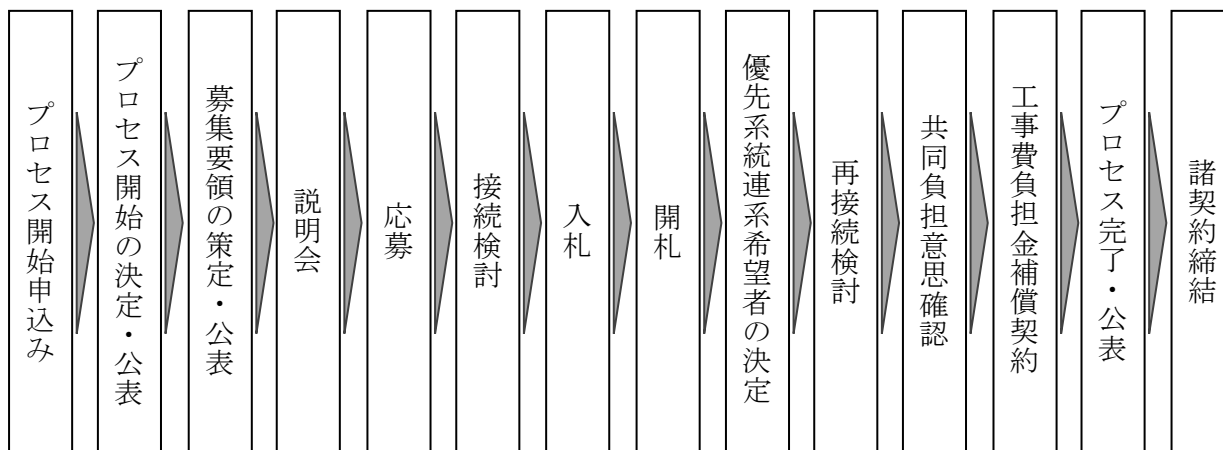 プロセス開始申込み
プロセス開始の決定・公表
募集要領の策定・公表
説明会
応募
接続検討
入札
開札
優先系統連系希望者の決定
再接続検討
共同負担意思確認
工事費負担金補償契約
プロセス完了・公表
諸契約締結